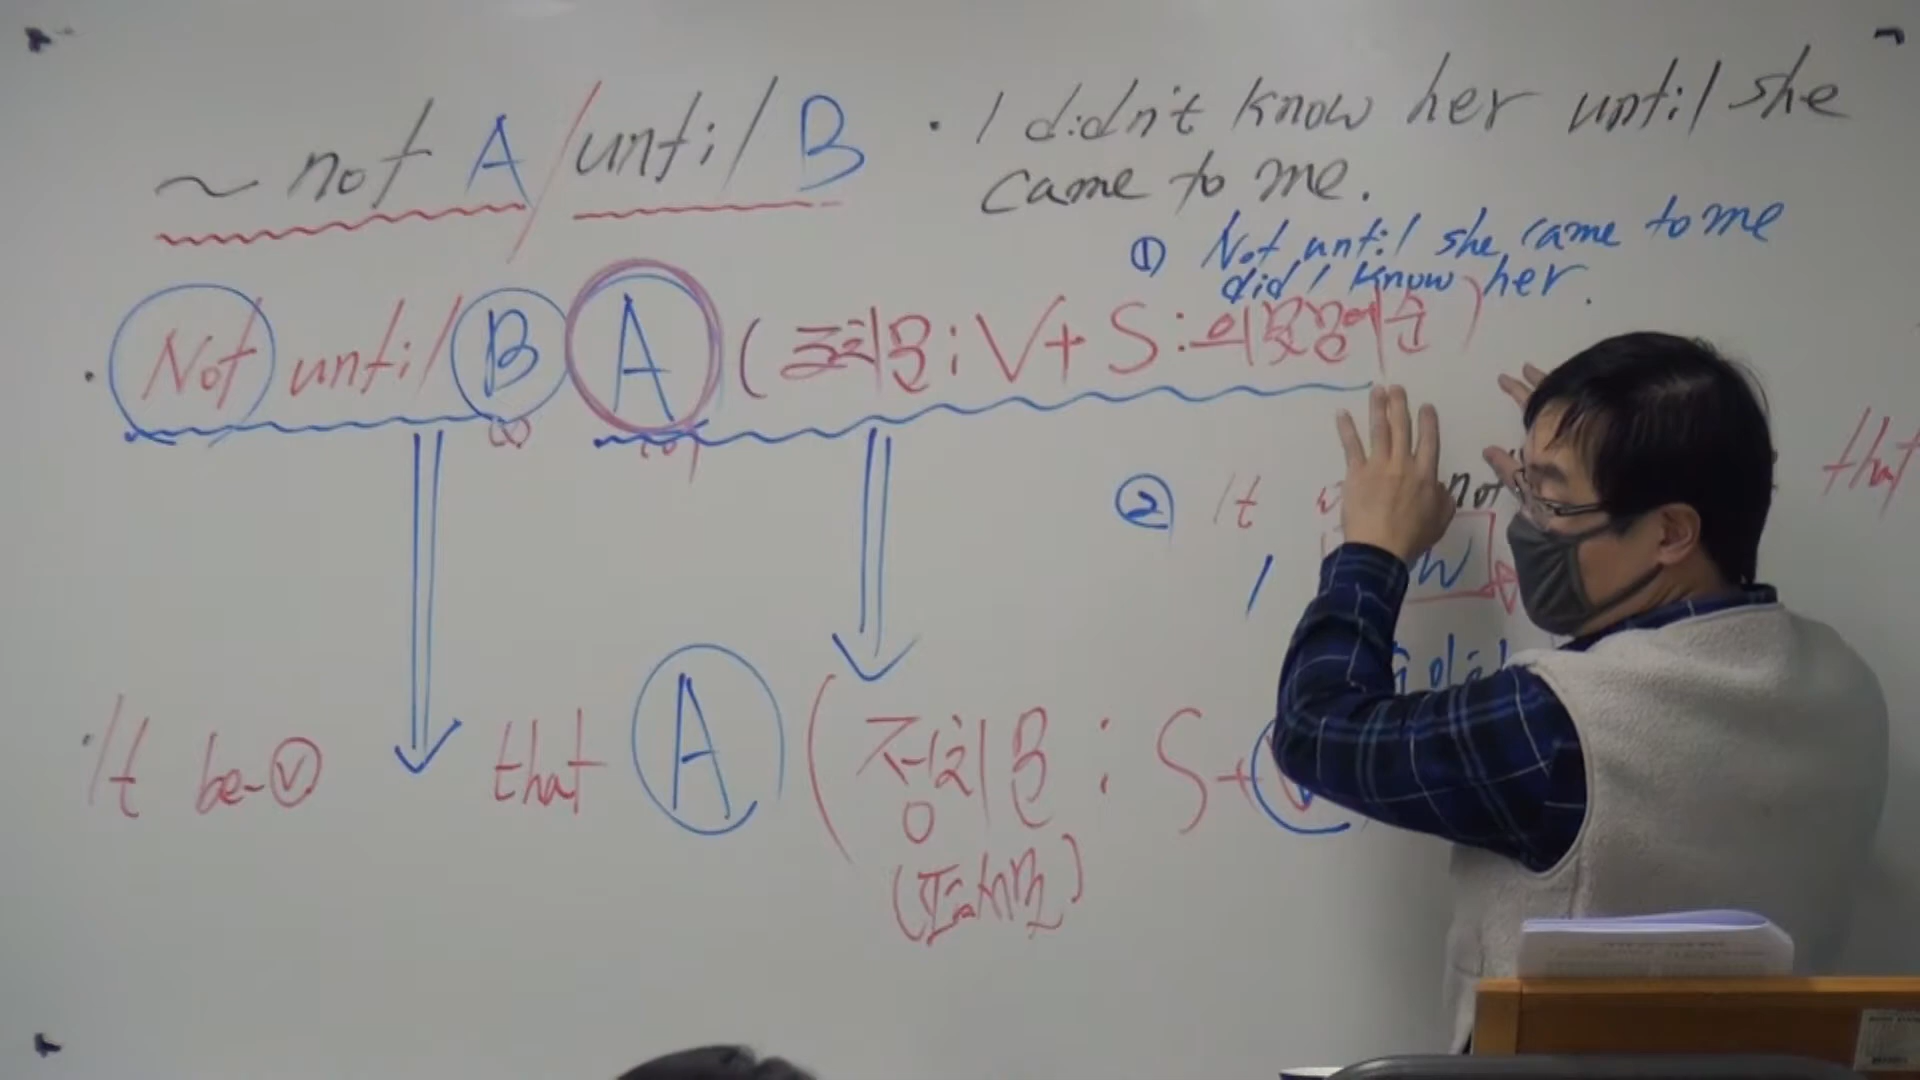 ~ not A / until B
· I didn't know her until she
came to me.
① Not until she came to me
did I know her.
· Not until B A (도치문 ; V + S : 의문문어순)
② It not that
It be ⓥ that A (정치문 ; S +
(평서문)